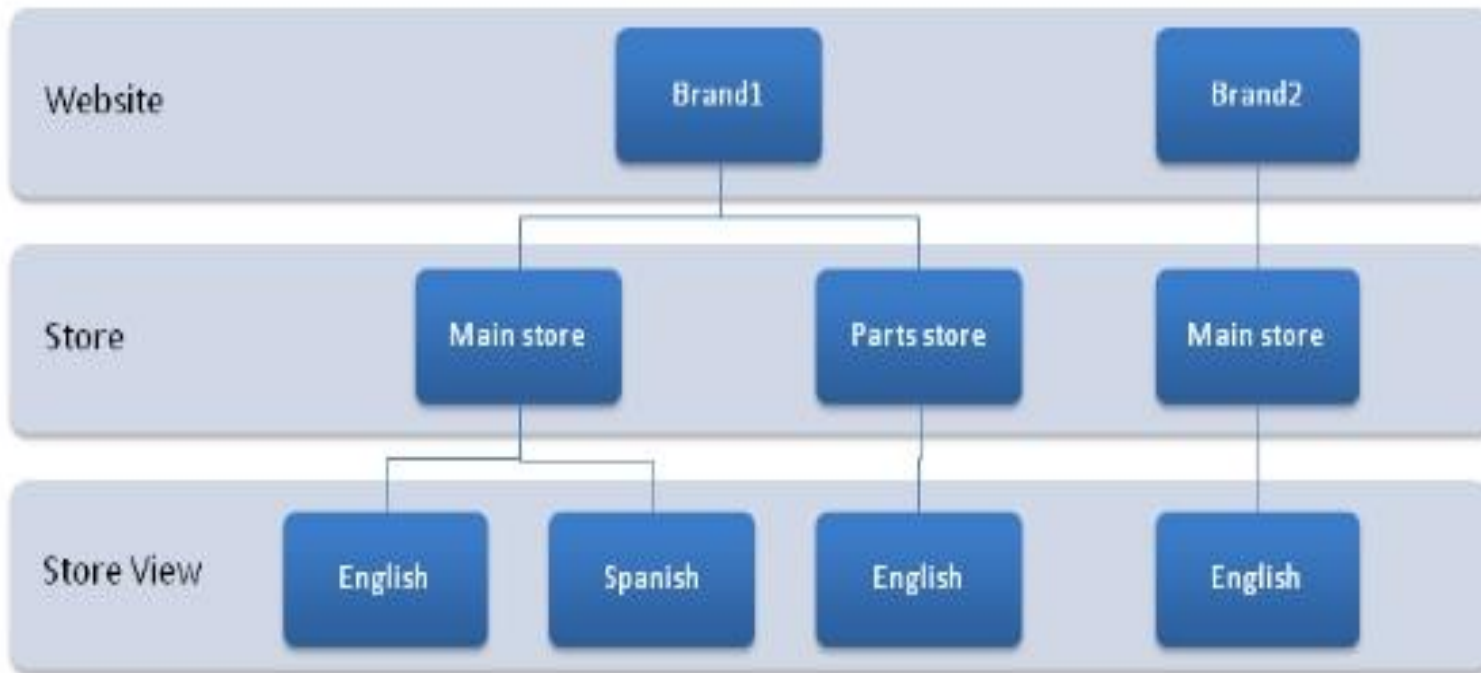 Website
Brand1
Brand2
Store
Main store
Parts store
Main store
Store View
English
Spanish
English
English